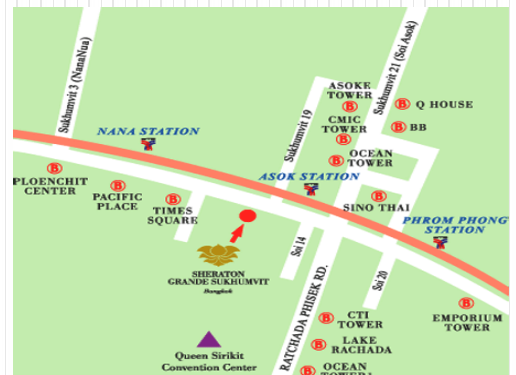 Sukhumvit 3 (NanaNua)
Sukhumvit 21 (Soi Asok)
ASOKE
TOWER
B
B
Q HOUSE
CMIC
TOWER
B
B
BB
Sukhumvit 19
NANA STATION
B
OCEAN
TOWER
B
PLOENCHIT
CENTER
B
PACIFIC
PLACE
B
TIMES
SQUARE
ASOK STATION
B
SINO THAI
PHROM PHONG
STATION
SHERATON
GRANDE SUKHUMVIT
Bangkok
Soi 14
RATCHADA PHISEK RD.
Soi 20
B
EMPORIUM
TOWER
B
CTI
TOWER
B
LAKE
RACHADA
Queen Sirikit
Convention Center
B
OCEAN
TOWER1